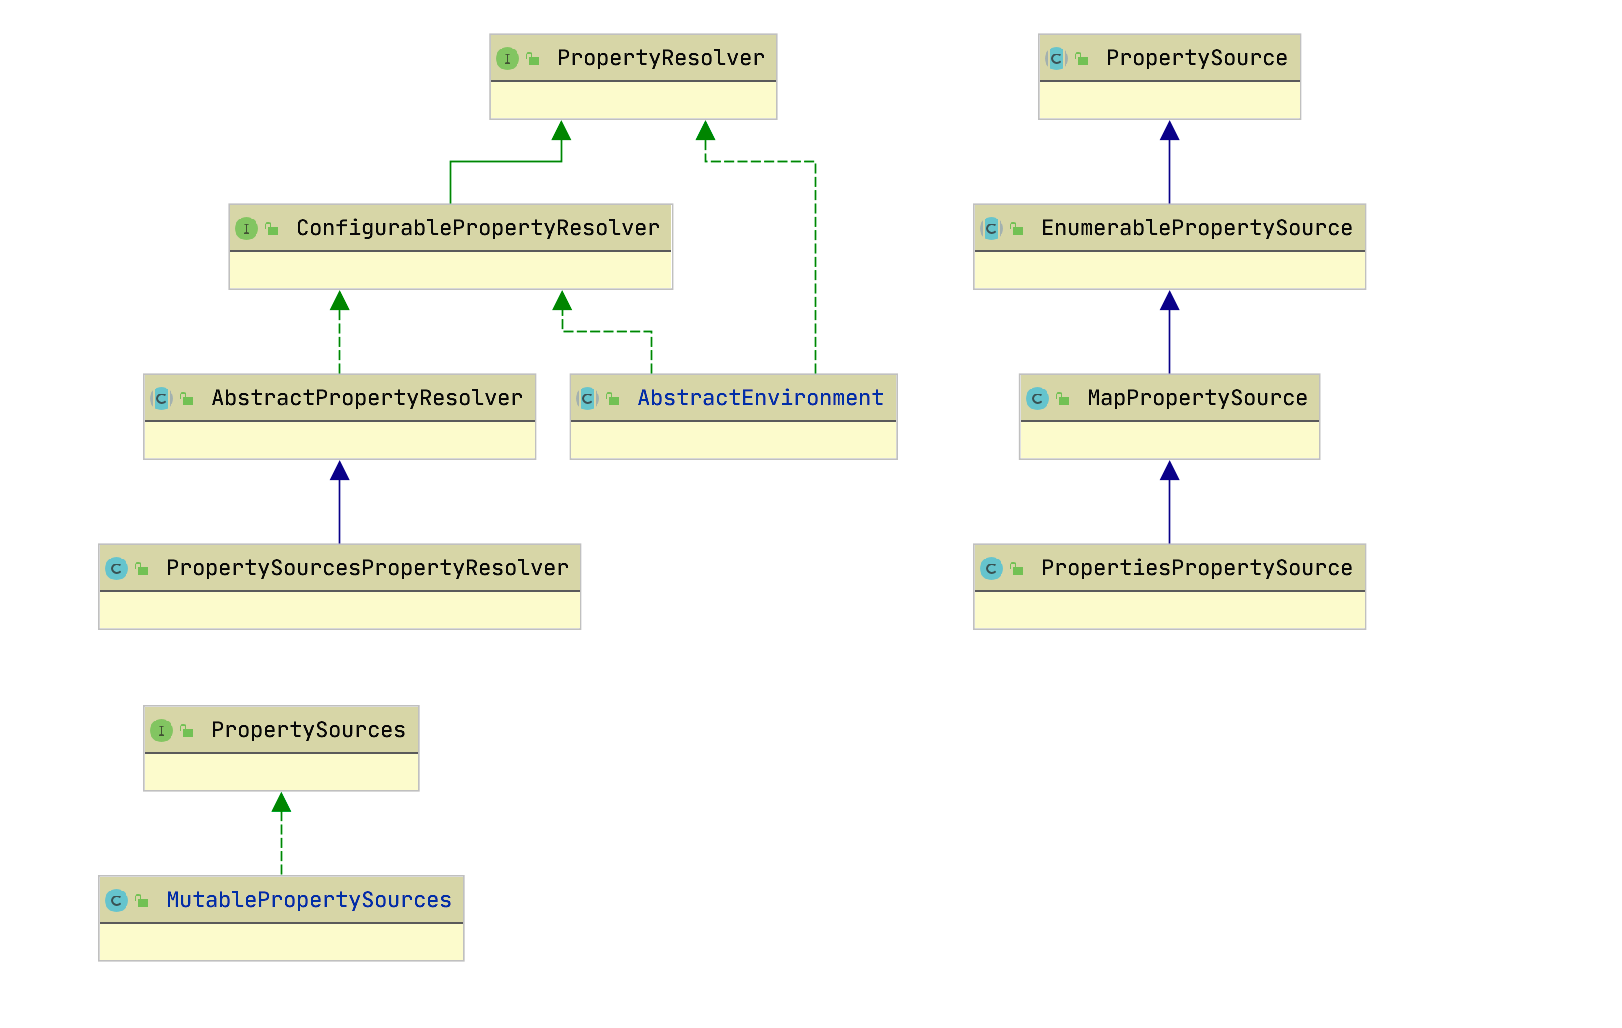 I PropertyResolver
C PropertySource
I ConfigurablePropertyResolver
C EnumerablePropertySource
C AbstractPropertyResolver
C AbstractEnvironment
C MapPropertySource
C PropertySourcesPropertyResolver
C PropertiesPropertySource
I PropertySources
C MutablePropertySources